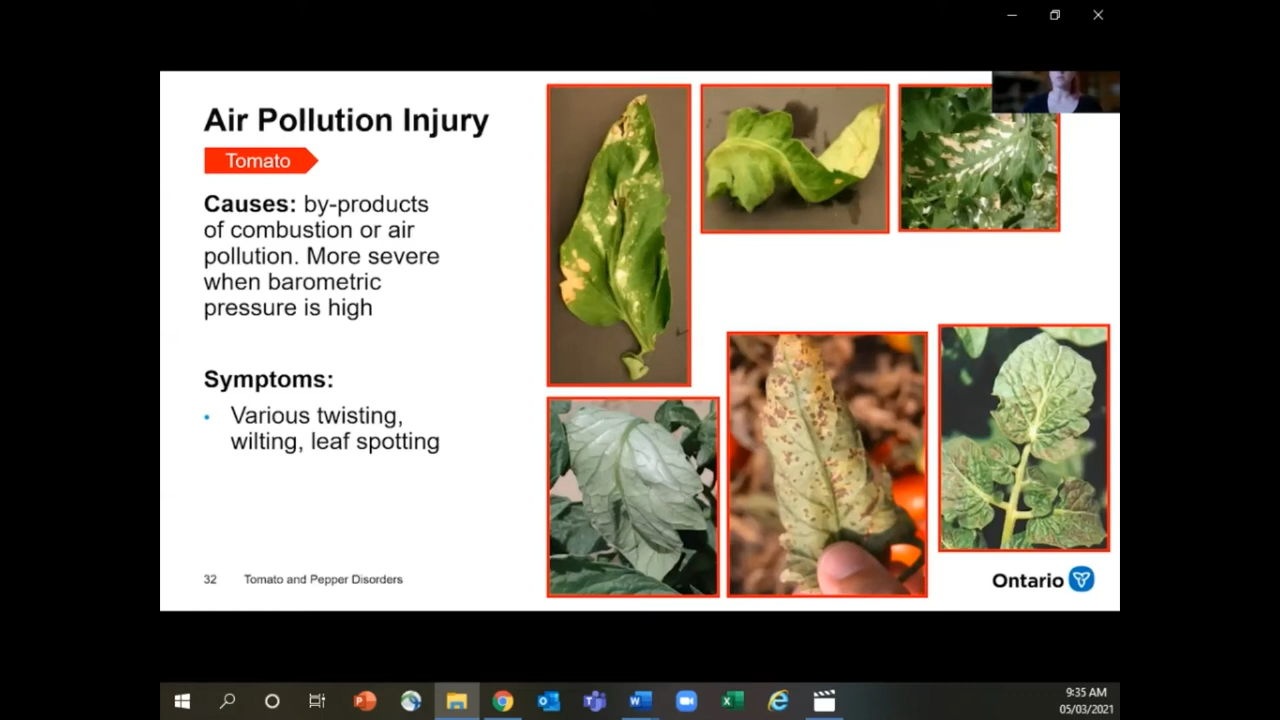 Air Pollution Injury
Tomato
Causes: by-products
of combustion or air
pollution. More severe
when barometric
pressure is high
Symptoms:
• Various twisting,
wilting, leaf spotting
32 Tomato and Pepper Disorders
Ontario
9:35 AM
05/03/2021